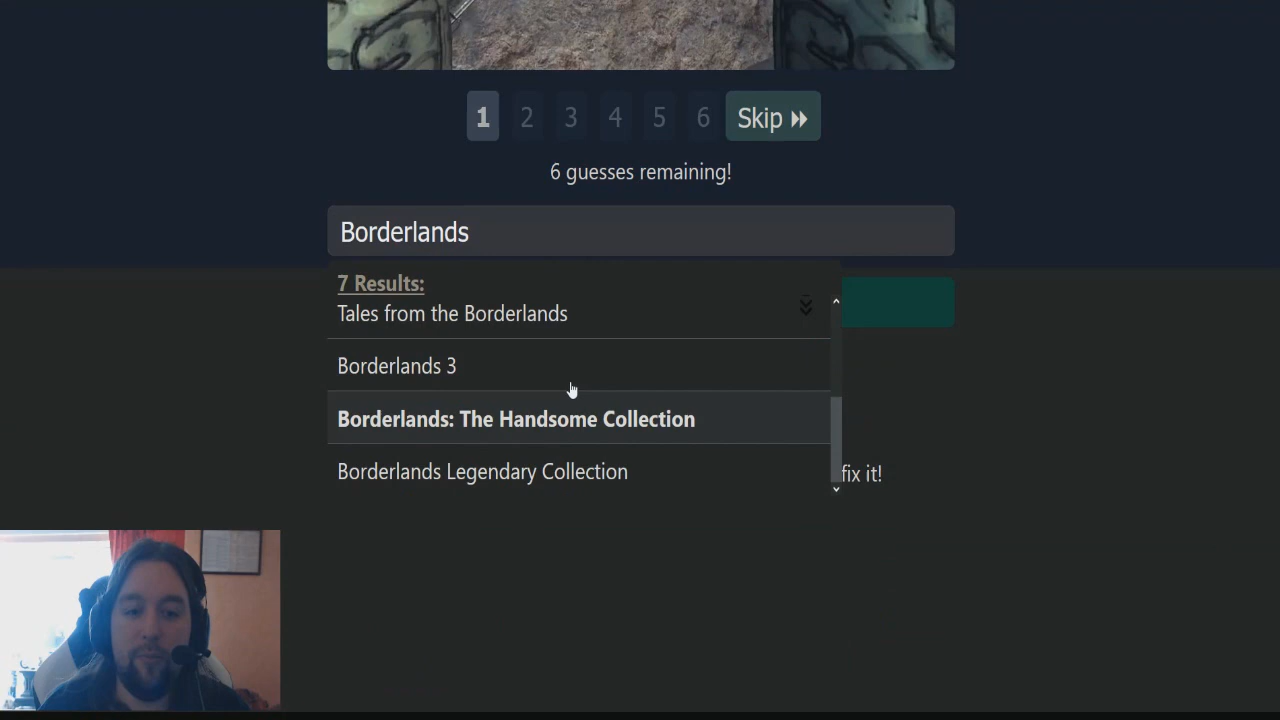 1 2 3 4 5 6 Skip
6 guesses remaining!
Borderlands
7 Results:
Tales from the Borderlands
Borderlands 3
Borderlands: The Handsome Collection
Borderlands Legendary Collection
fix it!